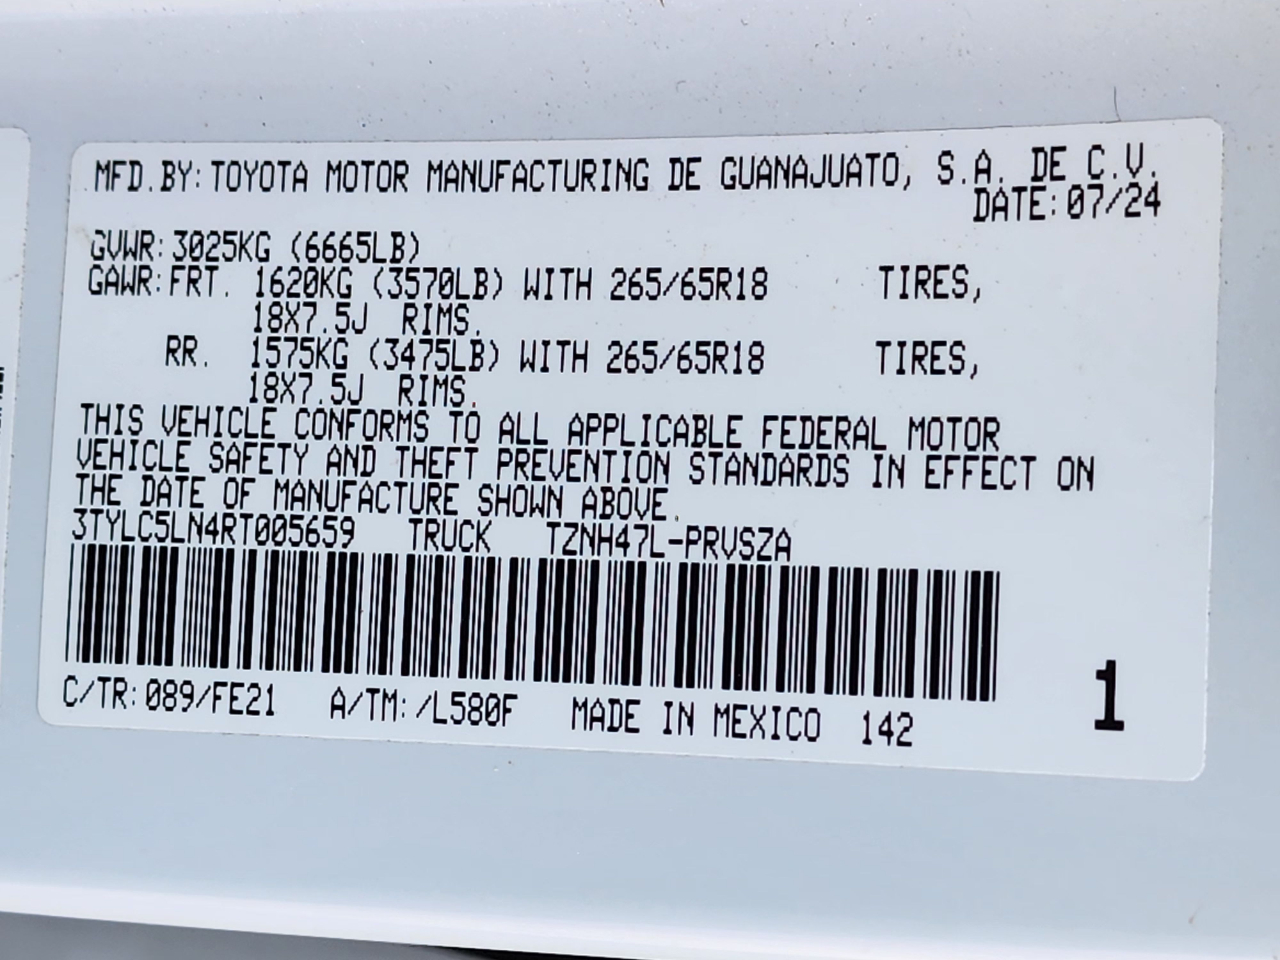 MFD.BY: TOYOTA MOTOR MANUFACTURING DE GUANAJUATO, S.A. DE C.V.
DATE: 07/24
GVWR: 3025KG (6665LB)
GAWR: FRT. 1620KG (3570LB) WITH 265/65R18 TIRES,
18X7.5J RIMS.
RR. 1575KG (3475LB) WITH 265/65R18 TIRES,
18X7.5J RIMS.
THIS VEHICLE CONFORMS TO ALL APPLICABLE FEDERAL MOTOR
VEHICLE SAFETY AND THEFT PREVENTION STANDARDS IN EFFECT ON
THE DATE OF MANUFACTURE SHOWN ABOVE.
3TYLC5LN4RT005659 TRUCK TZNH47L-PRVSZA
C/TR: 089/FE21 A/TM: /L580F MADE IN MEXICO 142
1